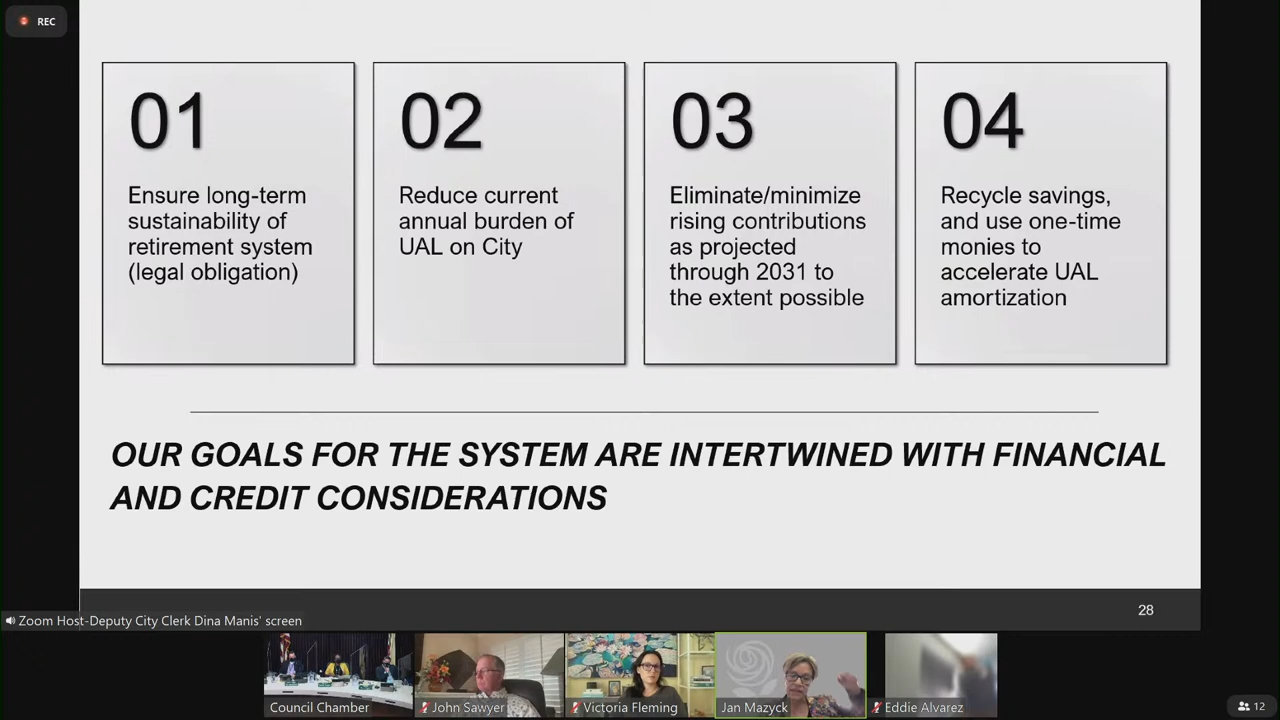 REC
01
Ensure long-term
sustainability of
retirement system
(legal obligation)
02
Reduce current
annual burden of
UAL on City
03
Eliminate/minimize
rising contributions
as projected
through 2031 to
the extent possible
04
Recycle savings,
and use one-time
monies to
accelerate UAL
amortization
OUR GOALS FOR THE SYSTEM ARE INTERTWINED WITH FINANCIAL
AND CREDIT CONSIDERATIONS
28
Zoom Host-Deputy City Clerk Dina Manis' screen
Council Chamber
John Sawyer
Victoria Fleming
Jan Mazyck
Eddie Alvarez
12